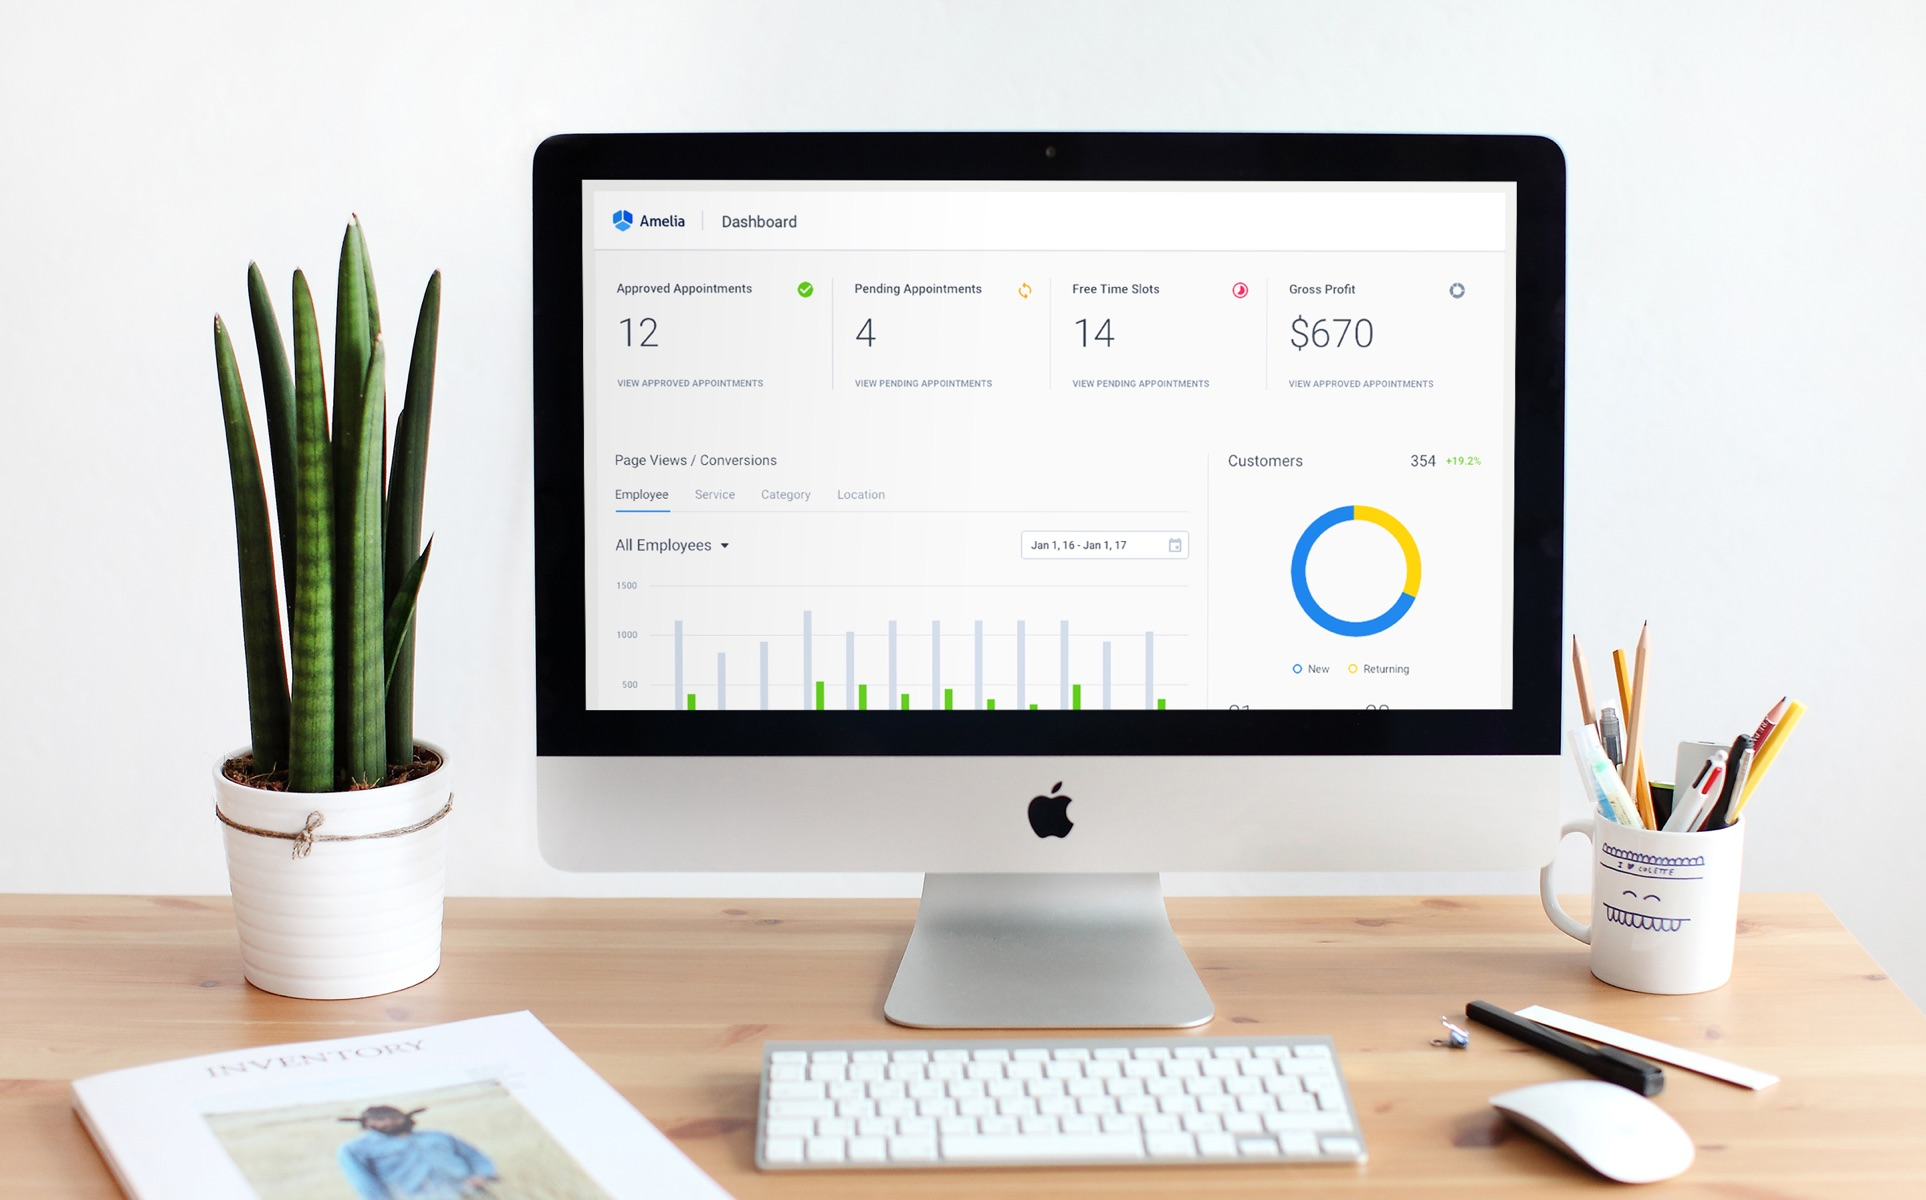 Amelia
Dashboard
Approved Appointments
12
VIEW APPROVED APPOINTMENTS
Pending Appointments
4
VIEW PENDING APPOINTMENTS
Free Time Slots
14
VIEW PENDING APPOINTMENTS
Gross Profit
$670
VIEW APPROVED APPOINTMENTS
Page Views / Conversions
Employee Service Category Location
All Employees
Jan 1, 16 - Jan 1, 17
1500
1000
500
Customers 354 +19.2%
New Returning
I ♥ COLETTE
INVENTORY